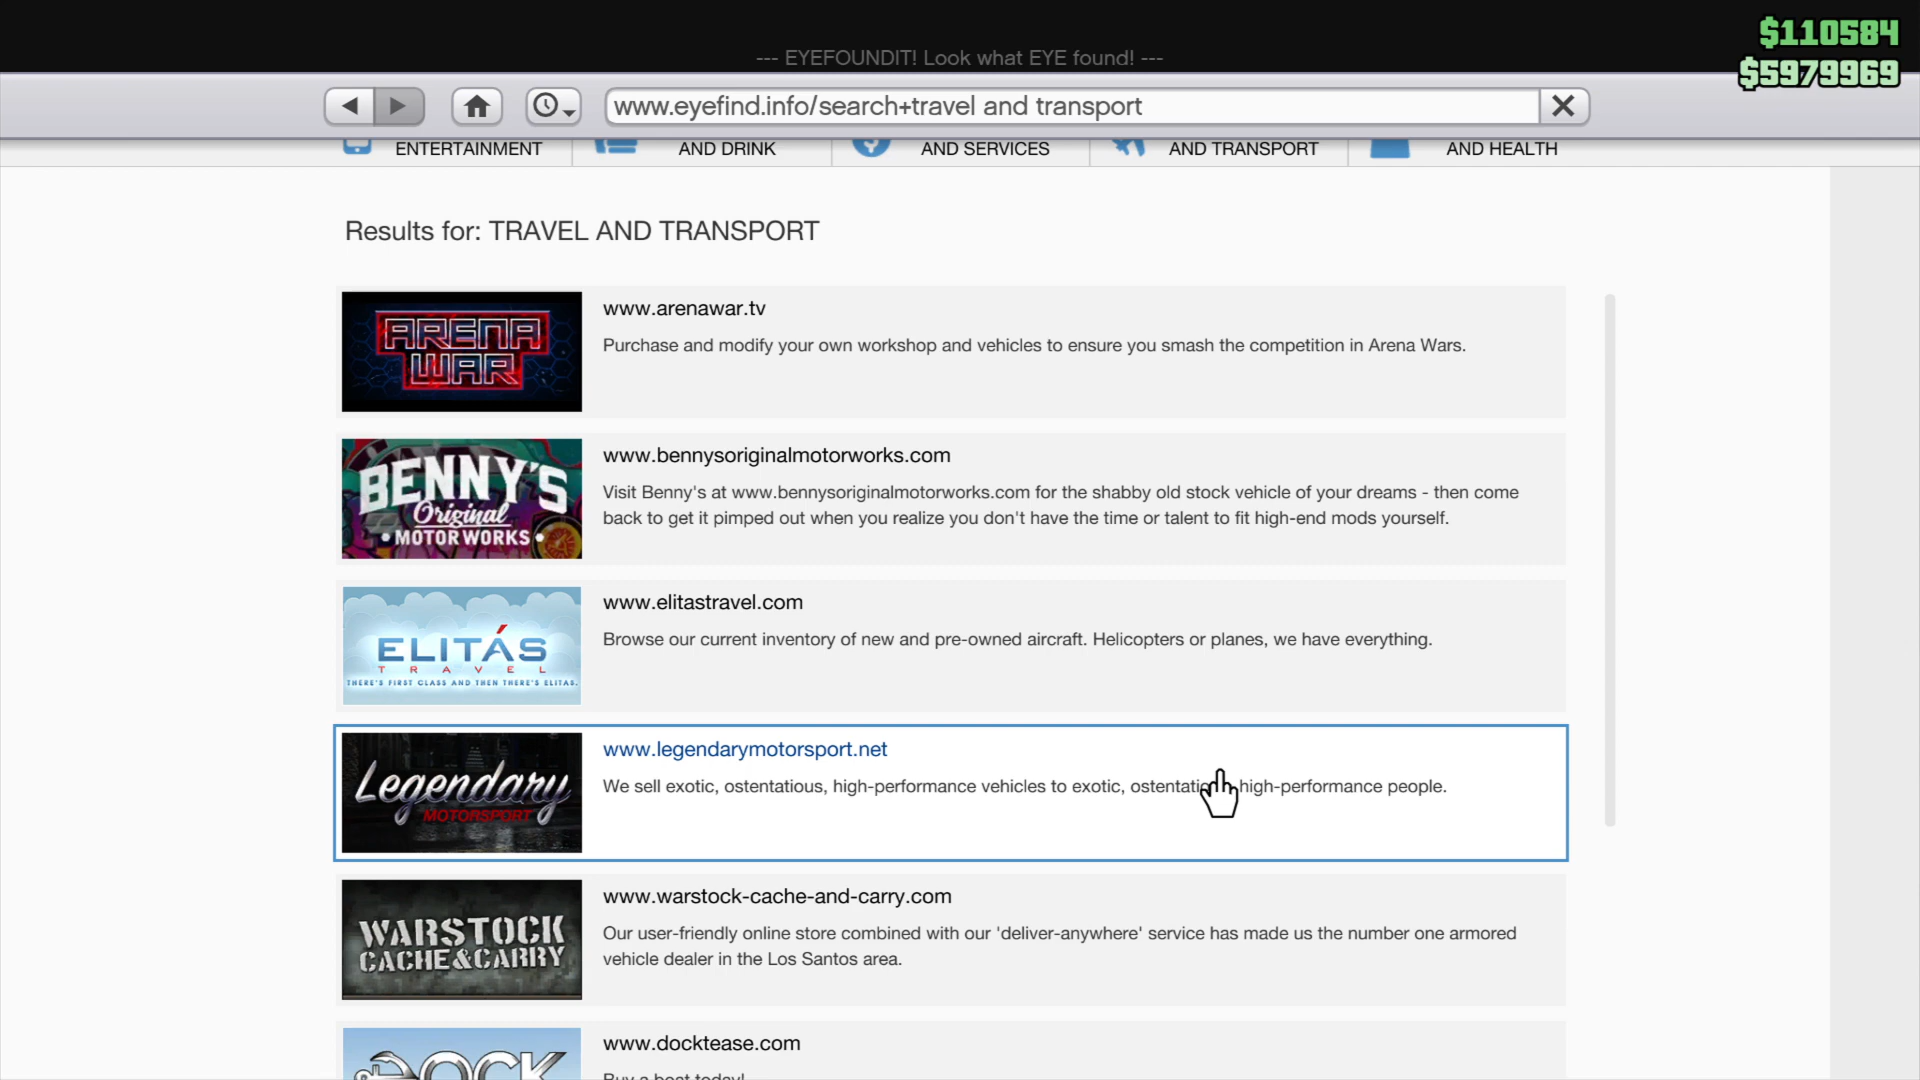 $110584
--- EYEFOUNDIT! Look what EYE found! ---
$5979969
www.eyefind.info/search+travel and transport
ENTERTAINMENT
AND DRINK
AND SERVICES
AND TRANSPORT
AND HEALTH
Results for: TRAVEL AND TRANSPORT
ARENA
WAR
www.arenawar.tv
Purchase and modify your own workshop and vehicles to ensure you smash the competition in Arena Wars.
BENNY'S
Original
• MOTOR WORKS •
www.bennysoriginalmotorworks.com
Visit Benny's at www.bennysoriginalmotorworks.com for the shabby old stock vehicle of your dreams - then come
back to get it pimped out when you realize you don't have the time or talent to fit high-end mods yourself.
ELITÁS
TRAVEL
THERE'S FIRST CLASS AND THEN THERE'S ELITAS.
www.elitastravel.com
Browse our current inventory of new and pre-owned aircraft. Helicopters or planes, we have everything.
Legendary
MOTORSPORT
www.legendarymotorsport.net
We sell exotic, ostentatious, high-performance vehicles to exotic, high-performance people.
WARSTOCK
CACHE&CARRY
www.warstock-cache-and-carry.com
Our user-friendly online store combined with our 'deliver-anywhere' service has made us the number one armored
vehicle dealer in the Los Santos area.
DOCK
www.docktease.com
Buy a boat today!